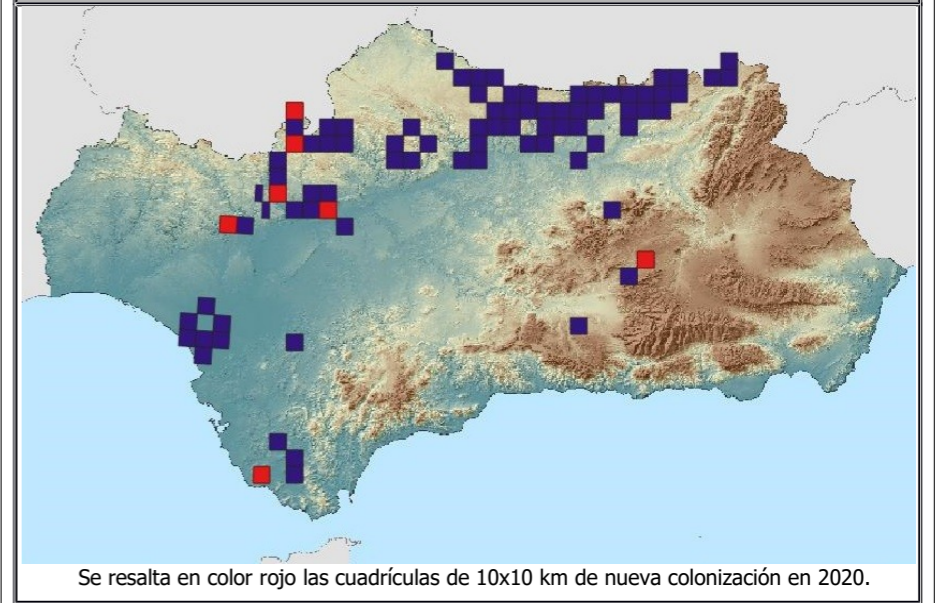 Se resalta en color rojo las cuadrículas de 10x10 km de nueva colonización en 2020.